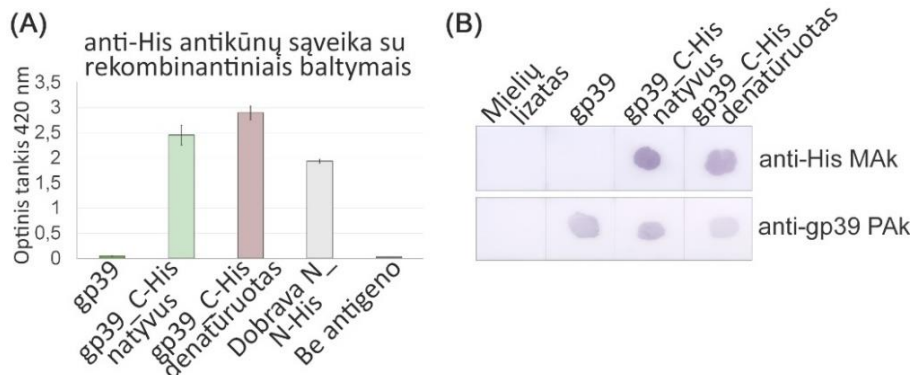 (A)
anti-His antikūnų sąveika su
rekombinantiniais baltymais
Optinis tankis 420 nm
3,5
3
2,5
2
1,5
1
0,5
0
gp39
gp39_C-His
natyvus
gp39_C-His
denatūruotas
Dobrava N_
N-His
Be antigeno
(B)
Mielių
lizatas
gp39
gp39_C-His
natyvus
gp39_C-His
denatūruotas
anti-His MAk
anti-gp39 PAk